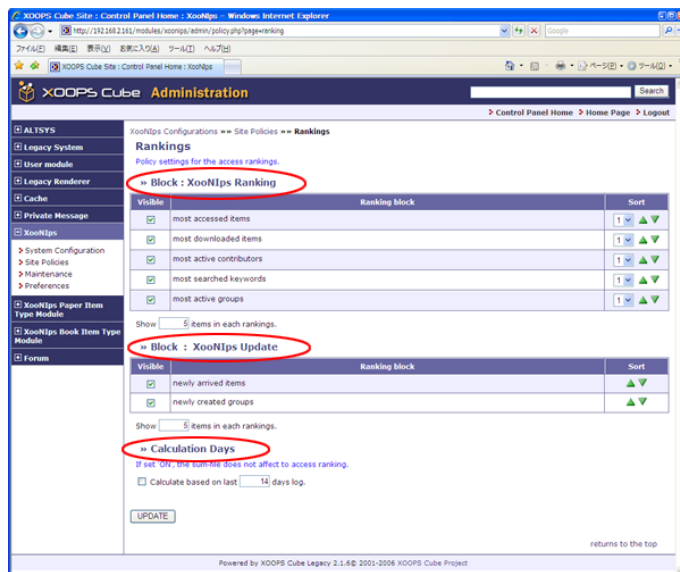 XOOPS Cube Site : Control Panel Home : XooNIps - Windows Internet Explorer
http://192.168.2.161/modules/xoonips/admin/policy.php?page=ranking
Google
ファイル(F) 編集(E) 表示(V) お気に入り(A) ツール(T) ヘルプ(H)
XOOPS Cube Site : Control Panel Home : XooNIps
ページ(P) ツール(O)
XOOPS Cube Administration
Search
Control Panel Home Home Page Logout
ALTSYS
Legacy System
User module
Legacy Renderer
Cache
Private Message
XooNIps
System Configuration
Site Policies
Maintenance
Preferences
XooNIps Paper Item Type Module
XooNIps Book Item Type Module
Forum
XooNIps Configurations »» Site Policies »» Rankings
Rankings
Policy settings for the access rankings.
» Block : XooNIps Ranking
Visible Ranking block Sort
most accessed items 1
most downloaded items 1
most active contributors 1
most searched keywords 1
most active groups 1
Show 5 items in each rankings.
» Block : XooNIps Update
Visible Ranking block Sort
newly arrived items
newly created groups
Show 5 items in each rankings.
» Calculation Days
If set 'ON', the sum-file does not affect to access ranking.
Calculate based on last 14 days log.
UPDATE
returns to the top
Powered by XOOPS Cube Legacy 2.1.6© 2001-2006 XOOPS Cube Project